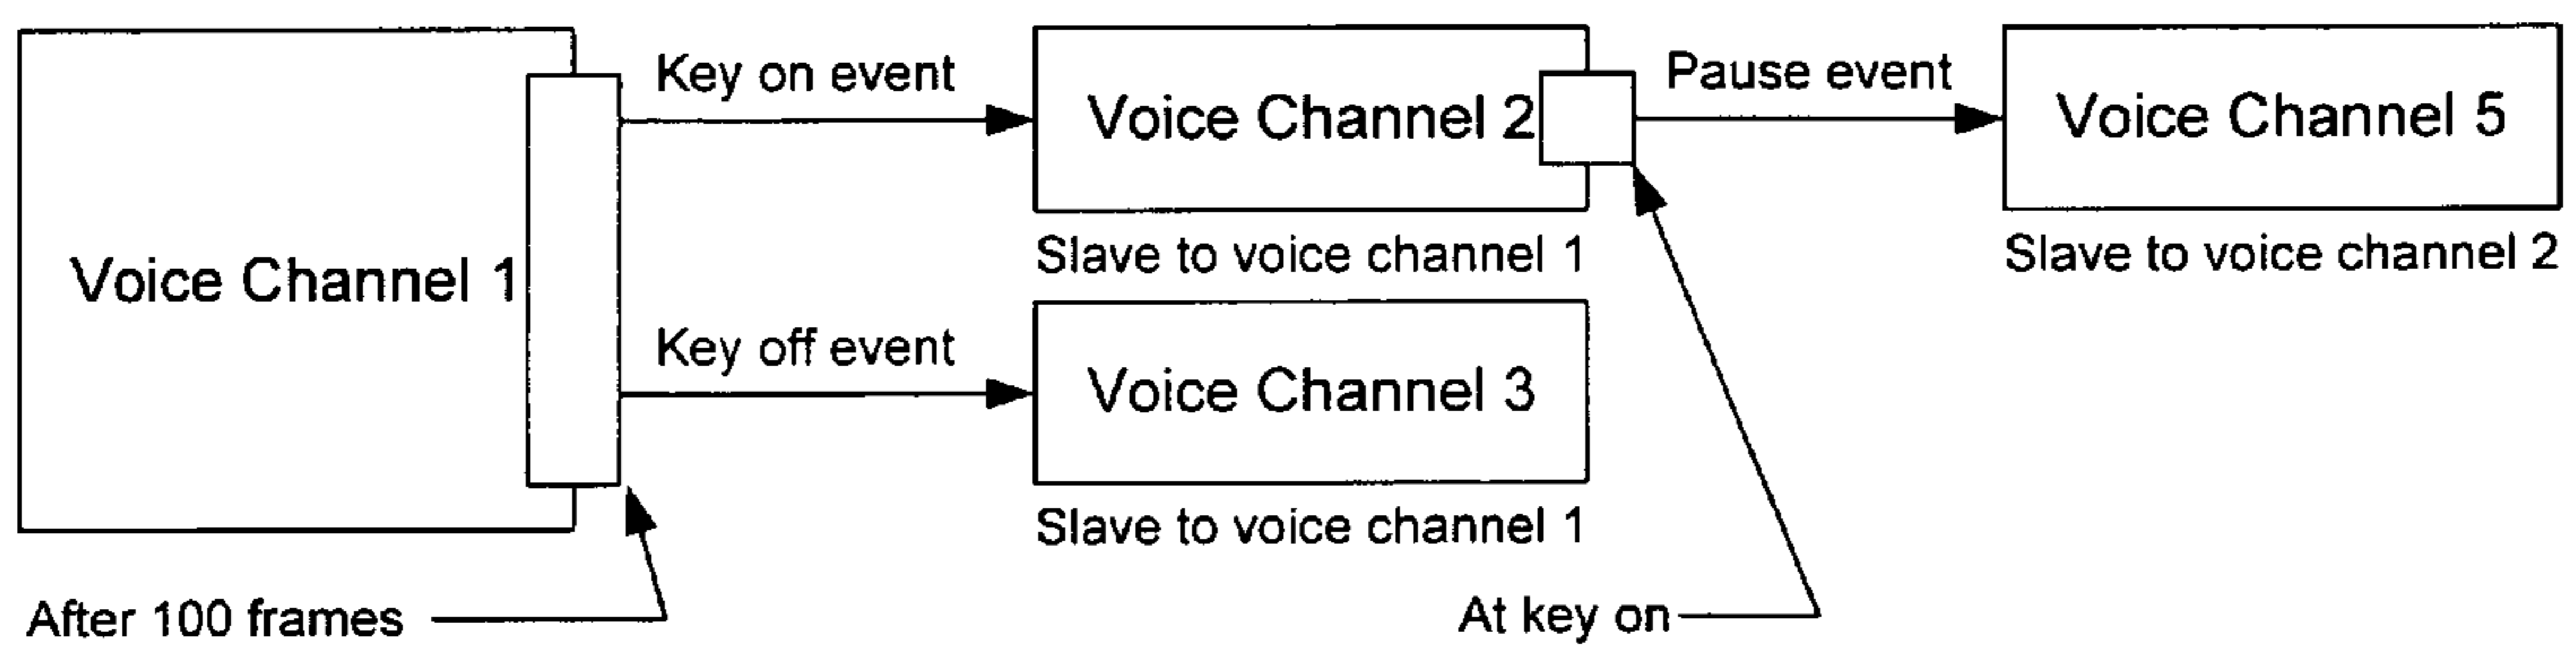 Key on event
Pause event
Voice Channel 2
Voice Channel 5
Voice Channel 1
Slave to voice channel 1
Slave to voice channel 2
Key off event
Voice Channel 3
Slave to voice channel 1
After 100 frames
At key on